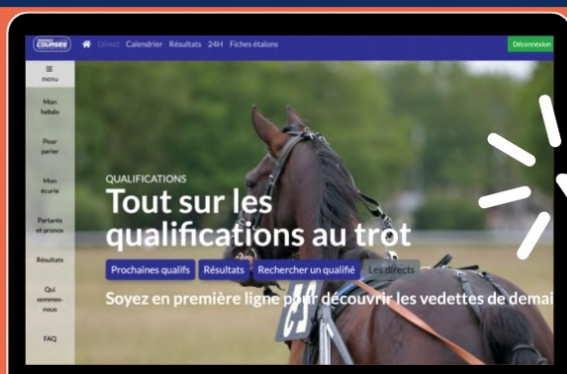 COURSES
Direct Calendrier Résultats 24H Fiches étalons
Déconnexion
menu
Mon
hebdo
Pour
parier
Mon
écurie
Partants
et pronos
Résultats
Qui
sommes-
nous
FAQ
QUALIFICATIONS
Tout sur les
qualifications au trot
Prochaines qualifs Résultats Rechercher un qualifié Les directs
Soyez en première ligne pour découvrir les vedettes de demai